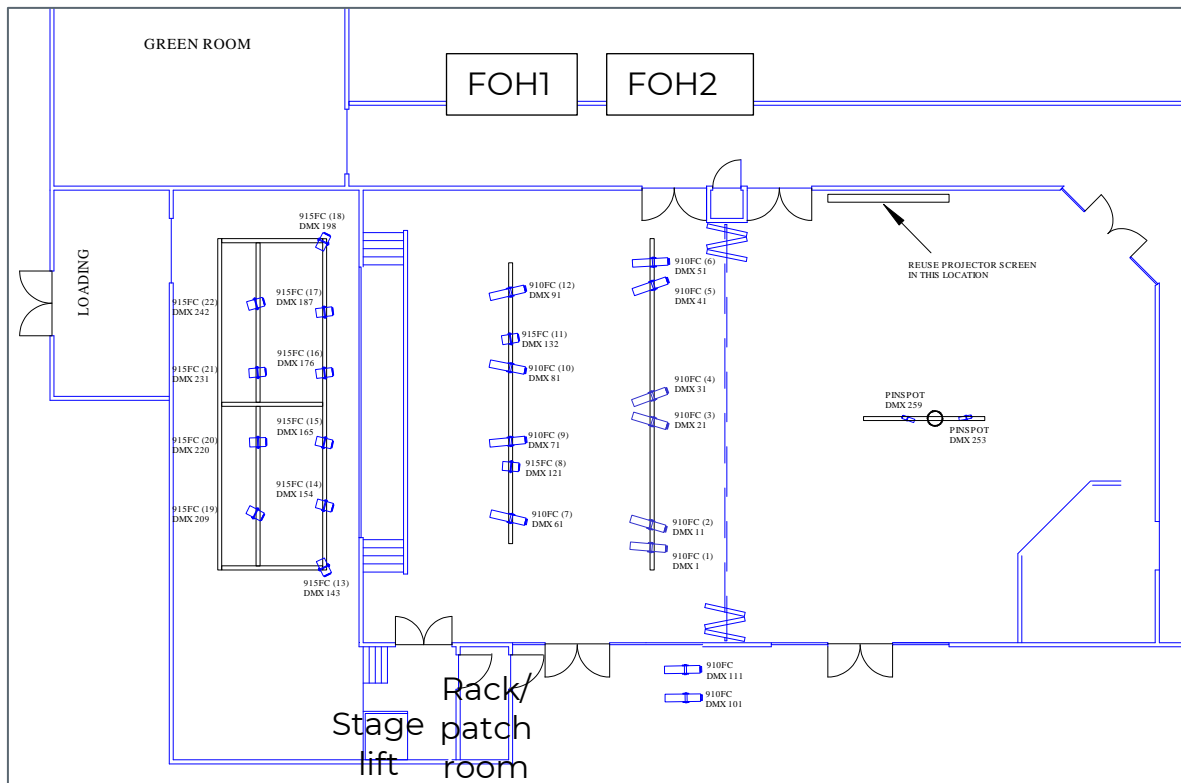 GREEN ROOM
FOH1
FOH2
LOADING
915FC (18)
DMX 198
915FC (17)
DMX 187
915FC (22)
DMX 242
915FC (16)
DMX 176
915FC (21)
DMX 231
915FC (15)
DMX 165
915FC (20)
DMX 220
915FC (14)
DMX 154
915FC (19)
DMX 209
915FC (13)
DMX 143
910FC (12)
DMX 91
915FC (11)
DMX 132
910FC (10)
DMX 81
910FC (9)
DMX 71
915FC (8)
DMX 121
910FC (7)
DMX 61
910FC (6)
DMX 51
910FC (5)
DMX 41
910FC (4)
DMX 31
910FC (3)
DMX 21
910FC (2)
DMX 11
910FC (1)
DMX 1
REUSE PROJECTOR SCREEN
IN THIS LOCATION
PINSPOT
DMX 259
PINSPOT
DMX 253
910FC
DMX 111
910FC
DMX 101
Stage
lift
Rack/
patch
room